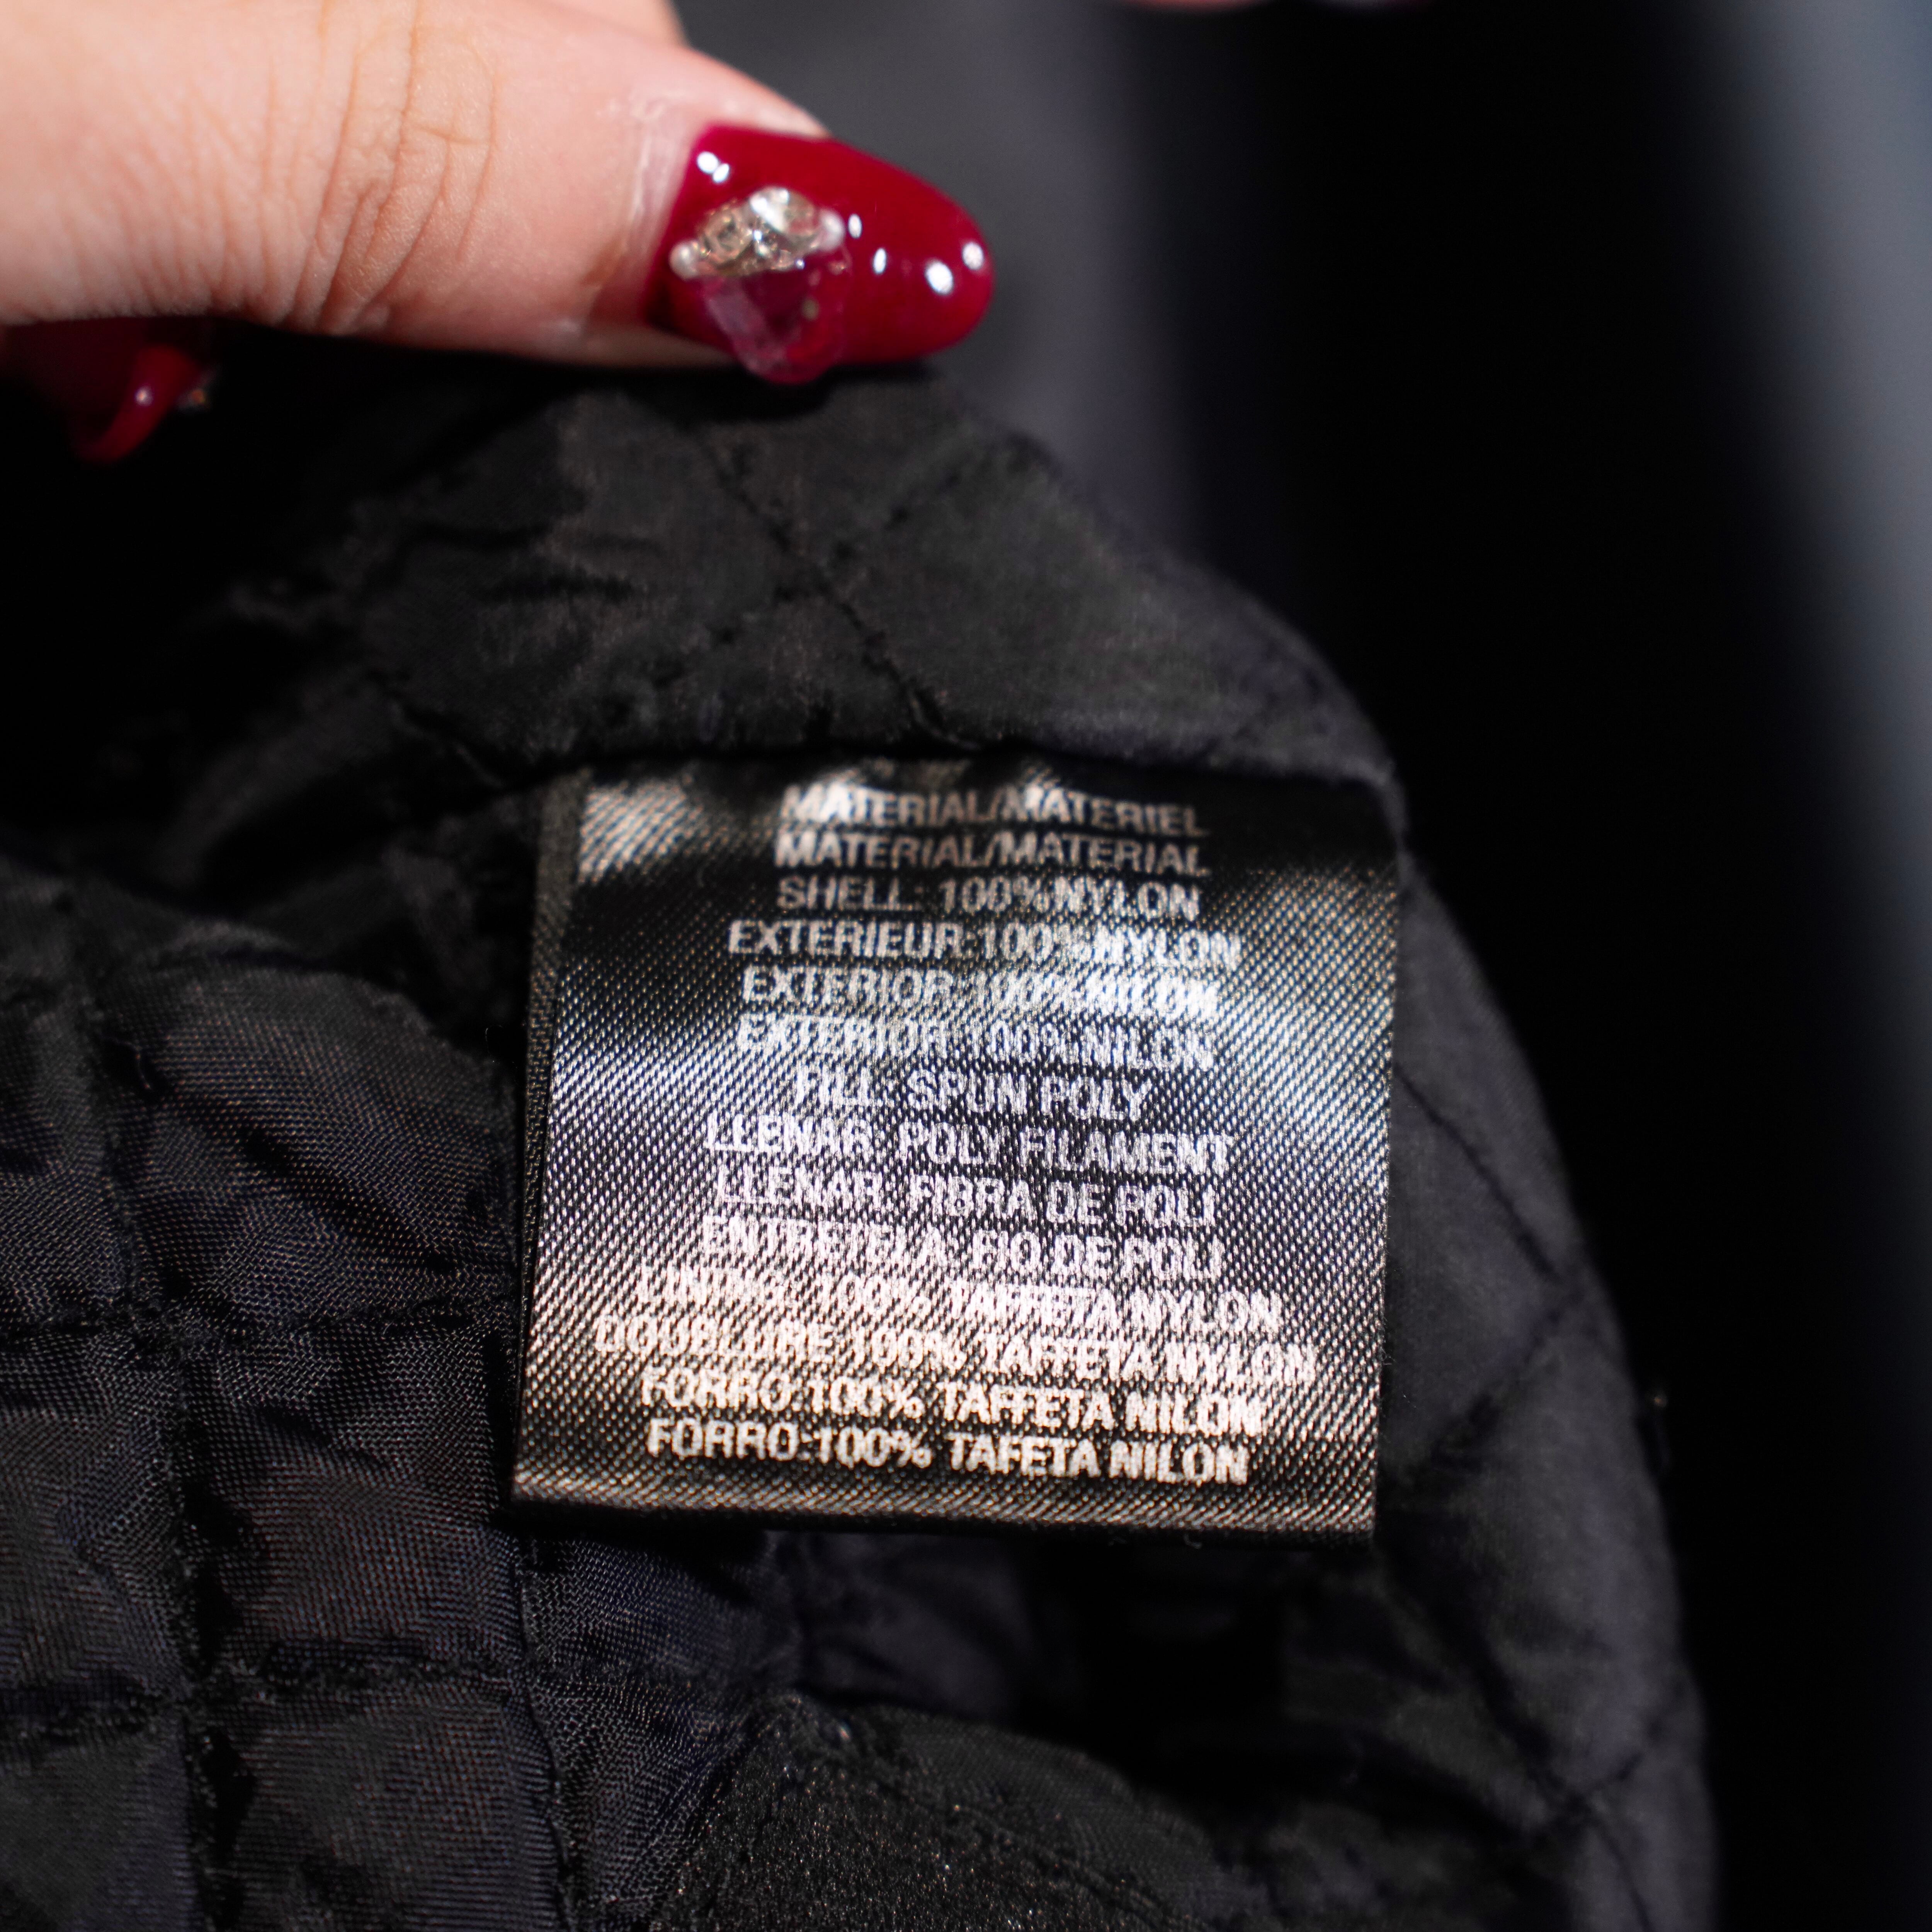 MATERIAL/MATERIEL
MATERIAL/MATERIAL
SHELL: 100%NYLON
EXTERIEUR:100%NYLON
EXTERIOR:100%NILON
EXTERIOR:100%NILON
FILL: SPUN POLY
LLENAR: POLY FILAMENT
LLENAR: FIBRA DE POLI
ENTRETELA: FIO DE POLI
LINING: 100% TAFFETA NYLON
DOUBLURE:100% TAFFETA NYLON
FORRO:100% TAFFETA NILON
FORRO:100% TAFETA NILON